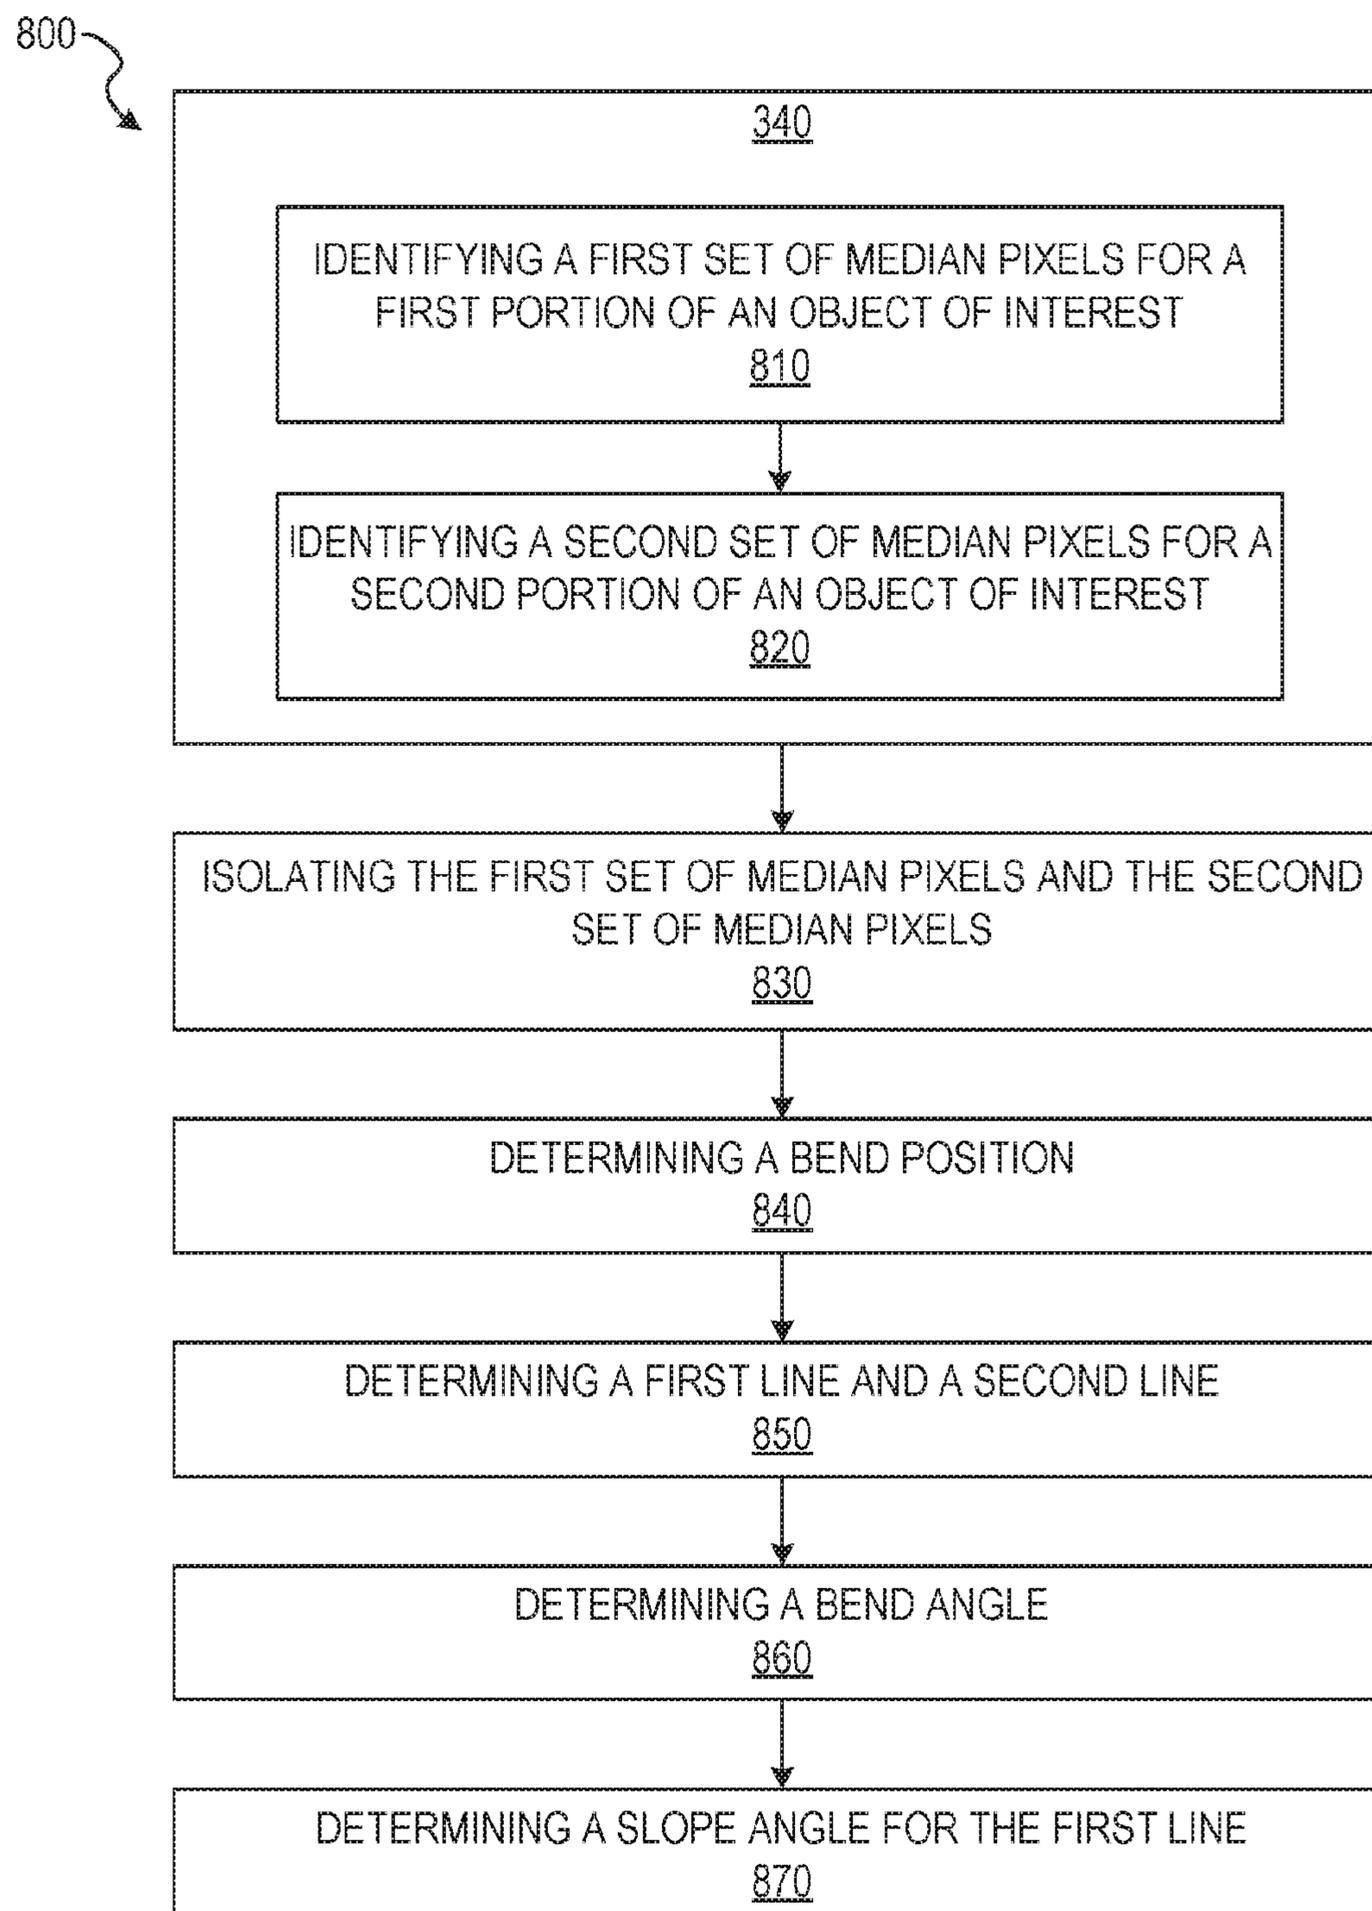 800
340
IDENTIFYING A FIRST SET OF MEDIAN PIXELS FOR A
FIRST PORTION OF AN OBJECT OF INTEREST
810
IDENTIFYING A SECOND SET OF MEDIAN PIXELS FOR A
SECOND PORTION OF AN OBJECT OF INTEREST
820
ISOLATING THE FIRST SET OF MEDIAN PIXELS AND THE SECOND
SET OF MEDIAN PIXELS
830
DETERMINING A BEND POSITION
840
DETERMINING A FIRST LINE AND A SECOND LINE
850
DETERMINING A BEND ANGLE
860
DETERMINING A SLOPE ANGLE FOR THE FIRST LINE
870